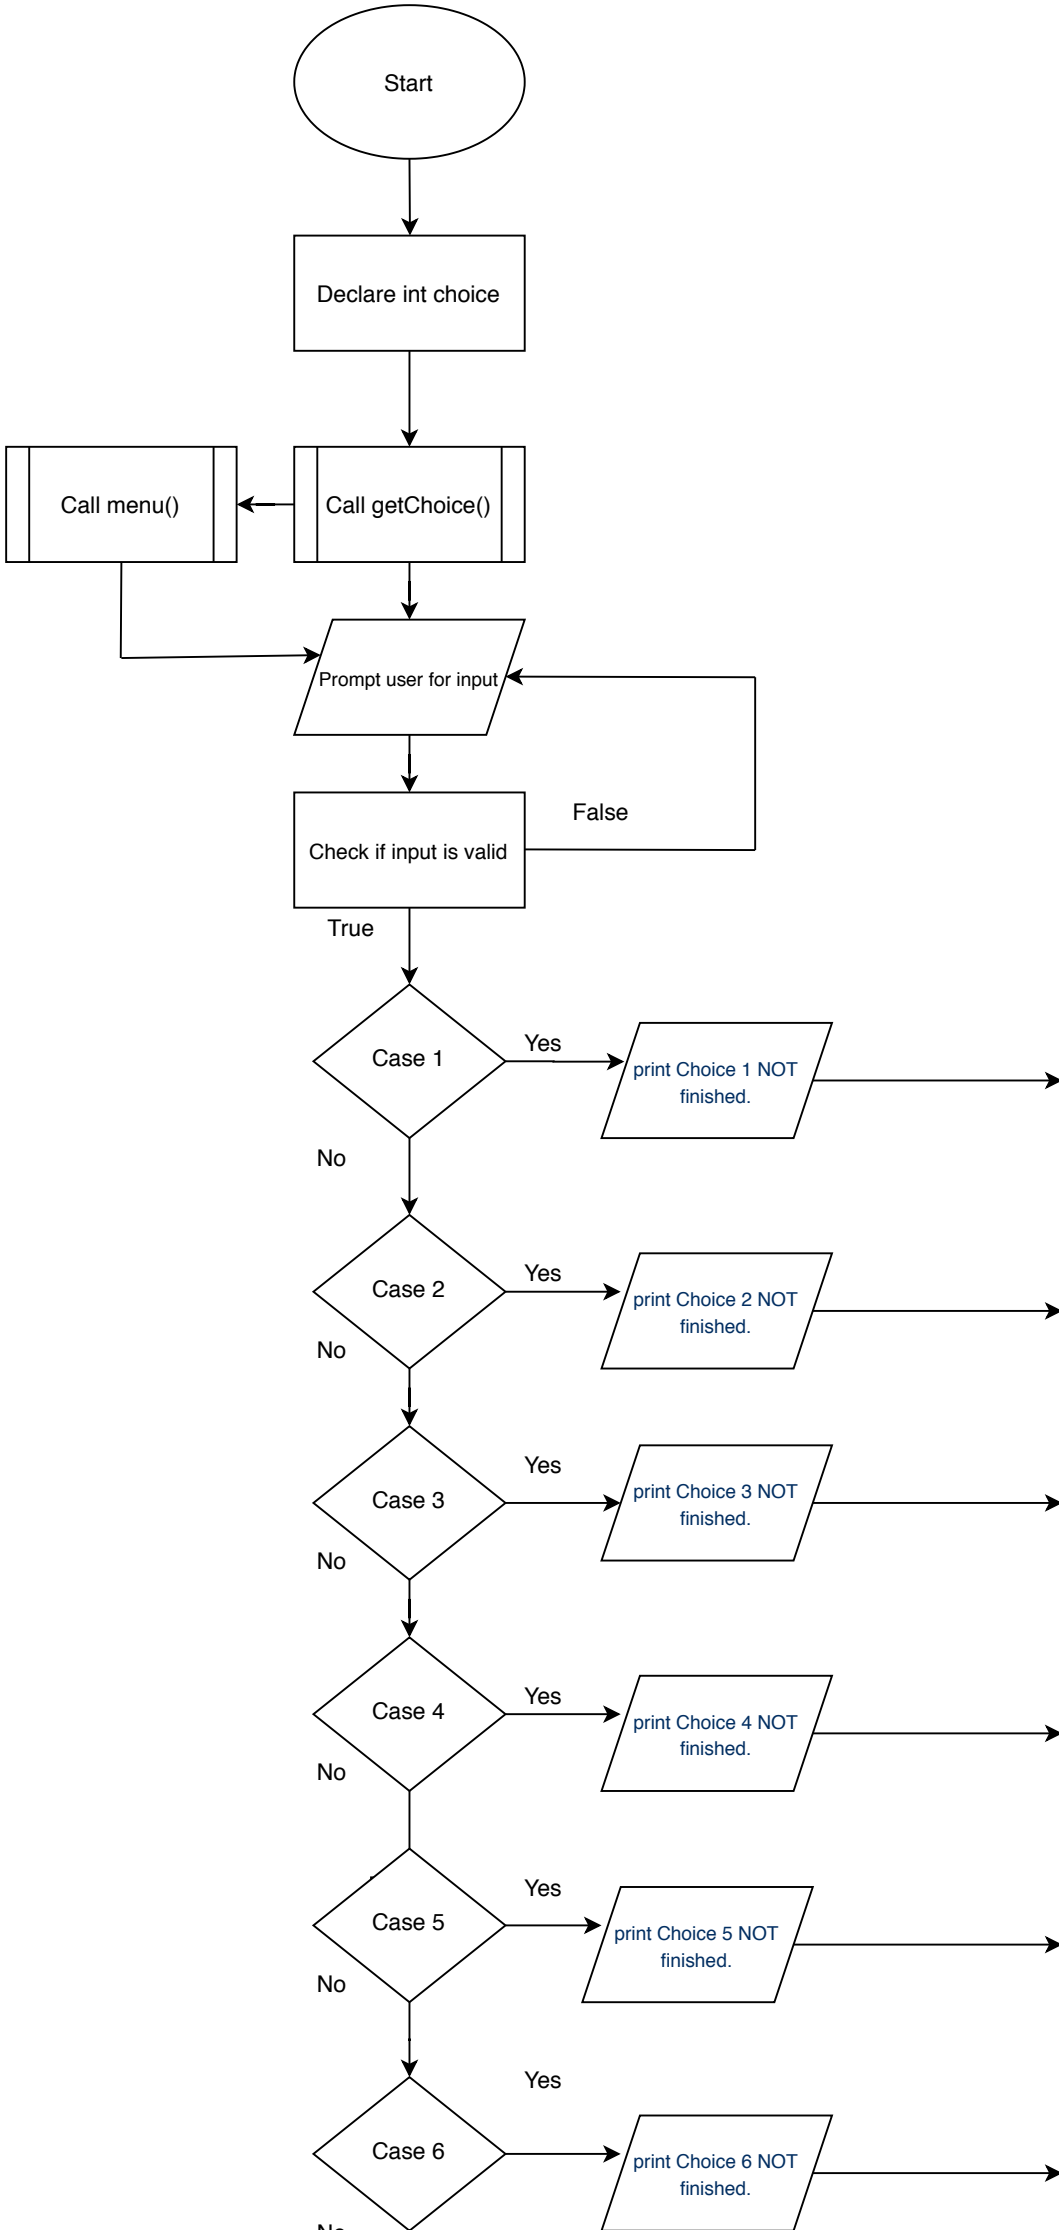 Start
Declare int choice
Call menu()
Call getChoice()
Prompt user for input
False
Check if input is valid
True
Case 1
Yes
print Choice 1 NOT
finished.
No
Case 2
Yes
print Choice 2 NOT
finished.
No
Case 3
Yes
print Choice 3 NOT
finished.
No
Case 4
Yes
print Choice 4 NOT
finished.
No
Case 5
Yes
print Choice 5 NOT
finished.
No
Case 6
Yes
print Choice 6 NOT
finished.
No